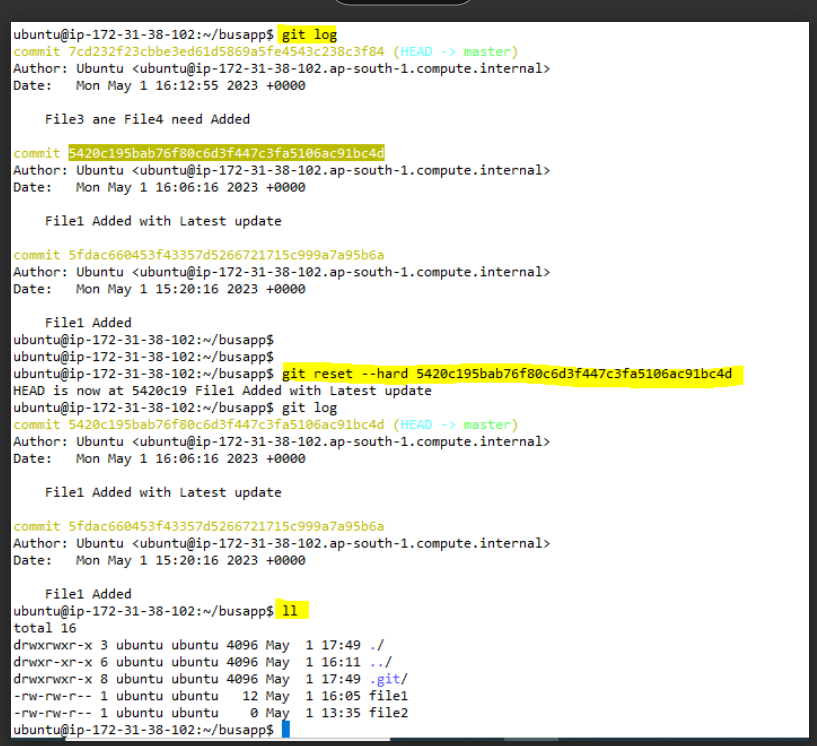 ubuntu@ip-172-31-38-102:~/busapp$ git log
commit 7cd232f23cbbe3ed61d5869a5fe4543c238c3f84 (HEAD -> master)
Author: Ubuntu <ubuntu@ip-172-31-38-102.ap-south-1.compute.internal>
Date:   Mon May 1 16:12:55 2023 +0000
    File3 ane File4 need Added
commit 5420c195bab76f80c6d3f447c3fa5106ac91bc4d
Author: Ubuntu <ubuntu@ip-172-31-38-102.ap-south-1.compute.internal>
Date:   Mon May 1 16:06:16 2023 +0000
    File1 Added with Latest update
commit 5fdac660453f43357d5266721715c999a7a95b6a
Author: Ubuntu <ubuntu@ip-172-31-38-102.ap-south-1.compute.internal>
Date:   Mon May 1 15:20:16 2023 +0000
    File1 Added
ubuntu@ip-172-31-38-102:~/busapp$
ubuntu@ip-172-31-38-102:~/busapp$
ubuntu@ip-172-31-38-102:~/busapp$ git reset --hard 5420c195bab76f80c6d3f447c3fa5106ac91bc4d
HEAD is now at 5420c19 File1 Added with Latest update
ubuntu@ip-172-31-38-102:~/busapp$ git log
commit 5420c195bab76f80c6d3f447c3fa5106ac91bc4d (HEAD -> master)
Author: Ubuntu <ubuntu@ip-172-31-38-102.ap-south-1.compute.internal>
Date:   Mon May 1 16:06:16 2023 +0000
    File1 Added with Latest update
commit 5fdac660453f43357d5266721715c999a7a95b6a
Author: Ubuntu <ubuntu@ip-172-31-38-102.ap-south-1.compute.internal>
Date:   Mon May 1 15:20:16 2023 +0000
    File1 Added
ubuntu@ip-172-31-38-102:~/busapp$ ll
total 16
drwxrwxr-x 3 ubuntu ubuntu 4096 May  1 17:49 ./
drwxr-xr-x 6 ubuntu ubuntu 4096 May  1 16:11 ../
drwxrwxr-x 8 ubuntu ubuntu 4096 May  1 17:49 .git/
-rw-rw-r-- 1 ubuntu ubuntu   12 May  1 16:05 file1
-rw-rw-r-- 1 ubuntu ubuntu    0 May  1 13:35 file2
ubuntu@ip-172-31-38-102:~/busapp$